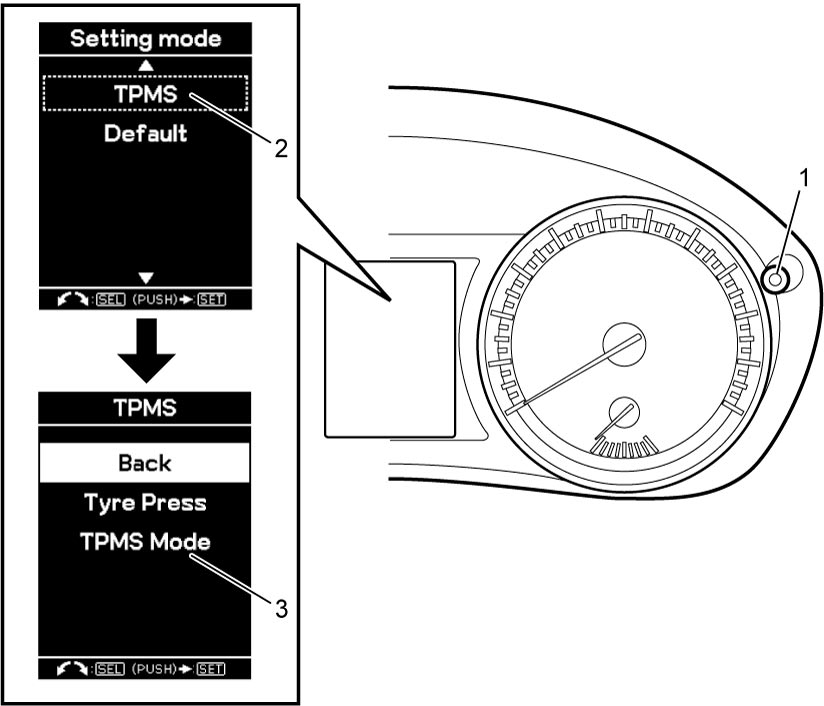 Setting mode
TPMS
Default
:SEL (PUSH)➔:SET
TPMS
Back
Tyre Press
TPMS Mode
:SEL (PUSH)➔:SET
1
2
3